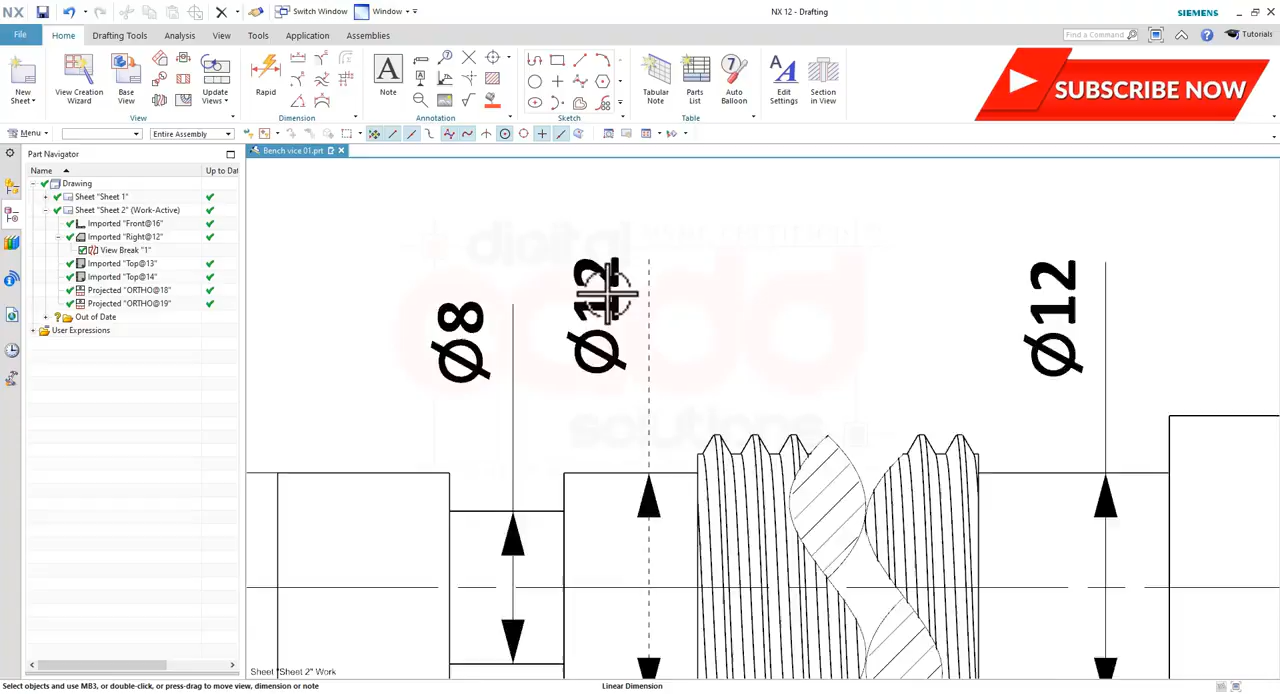 NX
Switch Window
Window
NX 12 - Drafting
SIEMENS
File
Home
Drafting Tools
Analysis
View
Tools
Application
Assemblies
Find a Command
Tutorials
New
Sheet
View Creation
Wizard
Base
View
Update
Views
Rapid
A
Note
Tabular
Note
Parts
List
Auto
Balloon
Edit
Settings
Section
in View
View
Dimension
Annotation
Sketch
Table
SUBSCRIBE NOW
Menu
Entire Assembly
Part Navigator
Bench vice 01.prt
Name
Up to Dat
Drawing
Sheet "Sheet 1"
Sheet "Sheet 2" (Work-Active)
Imported "Front@16"
Imported "Right@12"
View Break "1"
Imported "Top@13"
Imported "Top@14"
Projected "ORTHO@18"
Projected "ORTHO@19"
Out of Date
User Expressions
digital
cadd
solutions
Ø8
Ø12
Ø12
Sheet "Sheet 2" Work
Select objects and use MB3, or double-click, or press-drag to move view, dimension or note
Linear Dimension